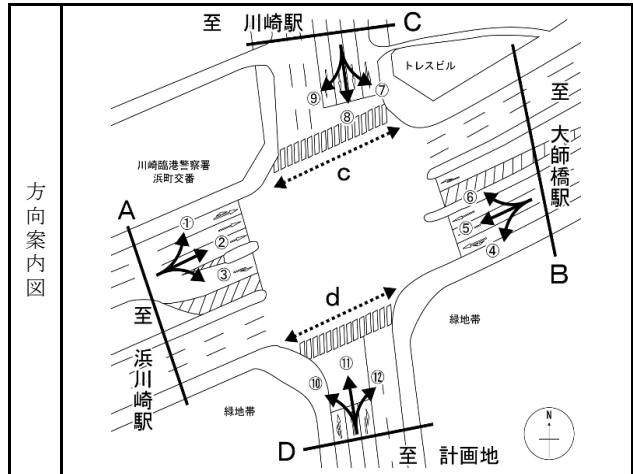 方向案内図
至 川崎駅
C
トレスビル
⑨
⑦
⑧
至 大師橋駅
川崎臨港警察署
浜町交番
c
A
①
②
③
⑥
⑤
④
B
d
緑地帯
至 浜川崎駅
⑪
⑩
⑫
緑地帯
D
至 計画地
N